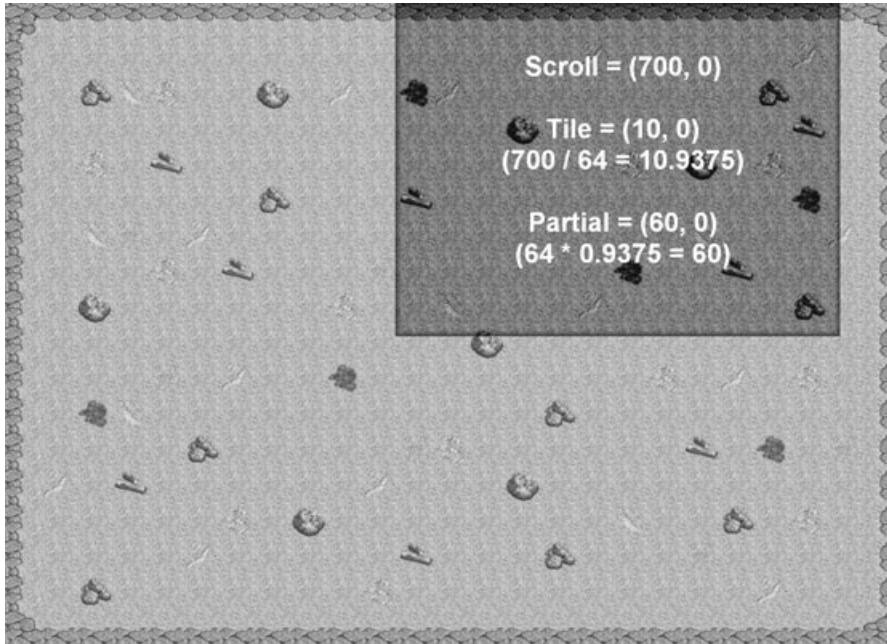 Scroll = (700, 0)
Tile = (10, 0)
(700 / 64 = 10.9375)
Partial = (60, 0)
(64 * 0.9375 = 60)